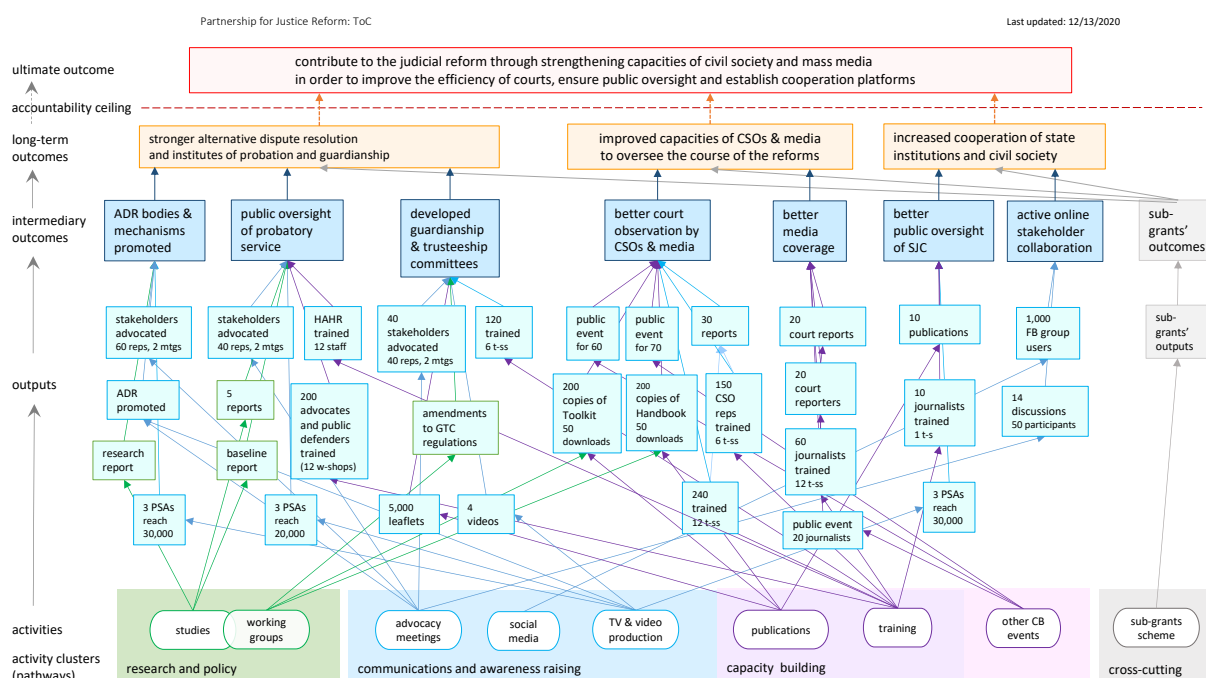 Partnership for Justice Reform: ToC
Last updated: 12/13/2020
ultimate outcome
contribute to the judicial reform through strengthening capacities of civil society and mass media
in order to improve the efficiency of courts, ensure public oversight and establish cooperation platforms
accountability ceiling
long-term
outcomes
stronger alternative dispute resolution
and institutes of probation and guardianship
improved capacities of CSOs & media
to oversee the course of the reforms
increased cooperation of state
institutions and civil society
intermediary
outcomes
ADR bodies &
mechanisms
promoted
public oversight
of probatory
service
developed
guardianship
& trusteeship
committees
better court
observation by
CSOs & media
better
media
coverage
better
public oversight
of SJC
active online
stakeholder
collaboration
sub-
grants'
outcomes
outputs
stakeholders
advocated
60 reps, 2 mtgs
stakeholders
advocated
40 reps, 2 mtgs
HAHR
trained
12 staff
40
stakeholders
advocated
40 reps, 2 mtgs
120
trained
6 t-ss
public
event
for 60
public
event
for 70
30
reports
20
court reports
10
publications
1,000
FB group
users
sub-
grants'
outputs
ADR
promoted
5
reports
200
advocates
and public
defenders
trained
(12 w-shops)
amendments
to GTC
regulations
200
copies of
Toolkit
50
downloads
200
copies of
Handbook
50
downloads
150
CSO
reps
trained
6 t-ss
20
court
reporters
10
journalists
trained
1 t-s
14
discussions
50 participants
research
report
baseline
report
60
journalists
trained
12 t-ss
3 PSAs
reach
30,000
3 PSAs
reach
20,000
5,000
leaflets
4
videos
240
trained
12 t-ss
public event
20 journalists
3 PSAs
reach
30,000
activities
studies
working
groups
advocacy
meetings
social
media
TV & video
production
publications
training
other CB
events
sub-grants
scheme
activity clusters
(pathways)
research and policy
communications and awareness raising
capacity building
cross-cutting